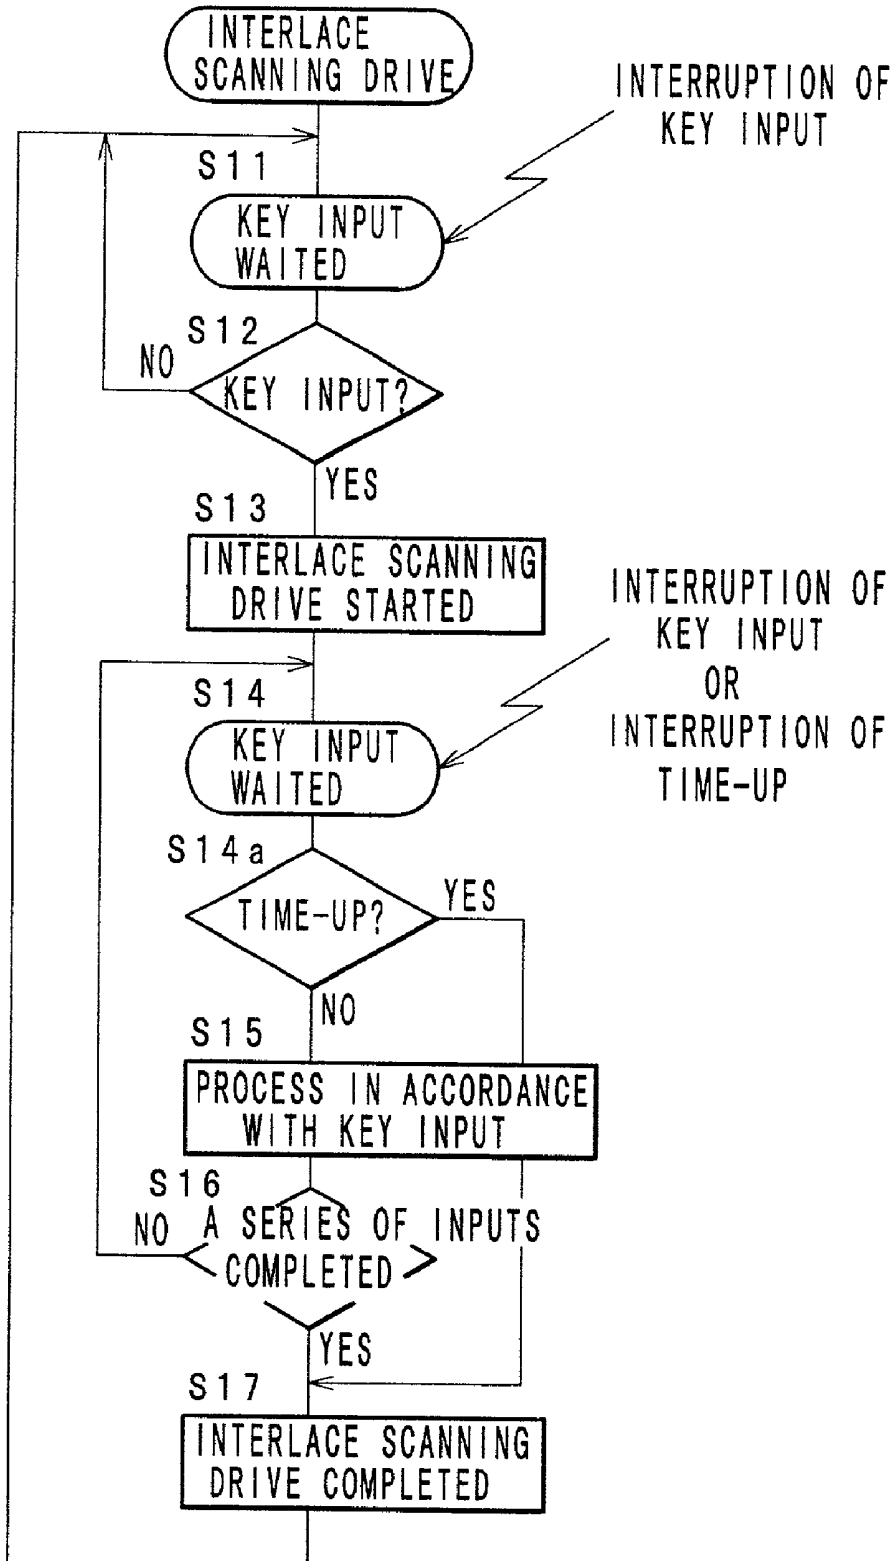 INTERLACE
SCANNING DRIVE
INTERRUPTION OF
KEY INPUT
S11
KEY INPUT
WAITED
S12
NO
KEY INPUT?
YES
S13
INTERLACE SCANNING
DRIVE STARTED
INTERRUPTION OF
KEY INPUT
OR
INTERRUPTION OF
TIME-UP
S14
KEY INPUT
WAITED
S14a
TIME-UP?
YES
NO
S15
PROCESS IN ACCORDANCE
WITH KEY INPUT
S16
NO
A SERIES OF INPUTS
COMPLETED
YES
S17
INTERLACE SCANNING
DRIVE COMPLETED